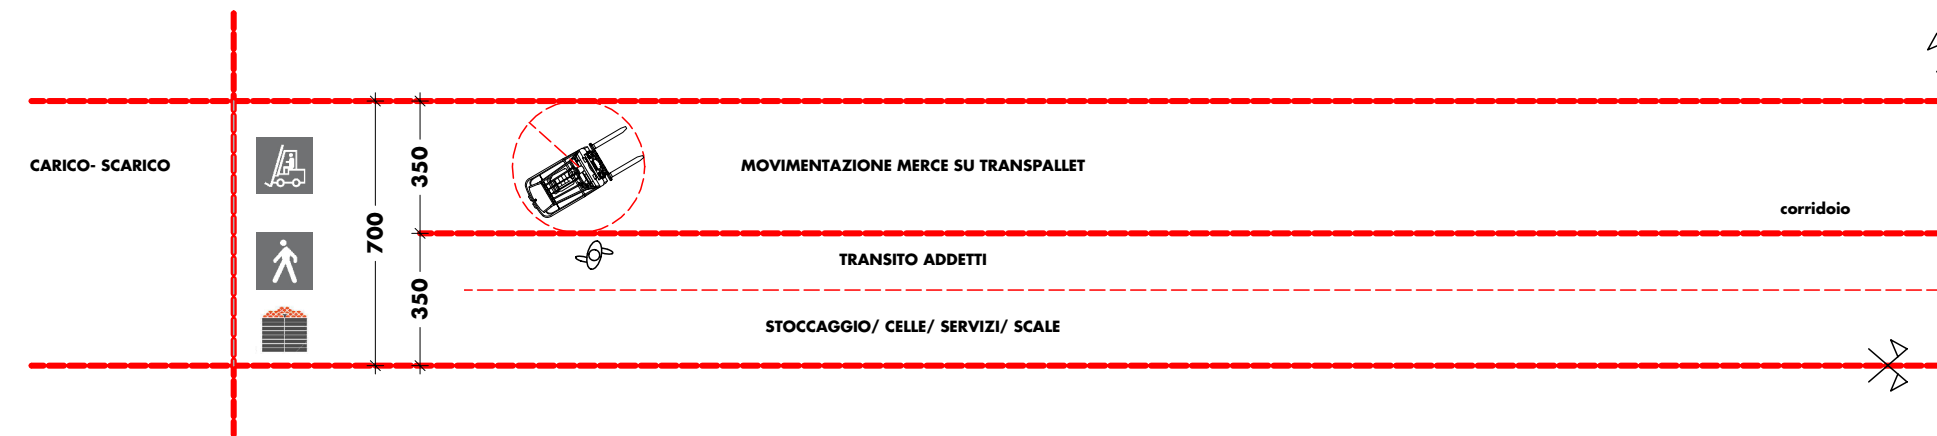 CARICO- SCARICO
350
MOVIMENTAZIONE MERCE SU TRANSPALLET
corridoio
700
TRANSITO ADDETTI
350
STOCCAGGIO/ CELLE/ SERVIZI/ SCALE